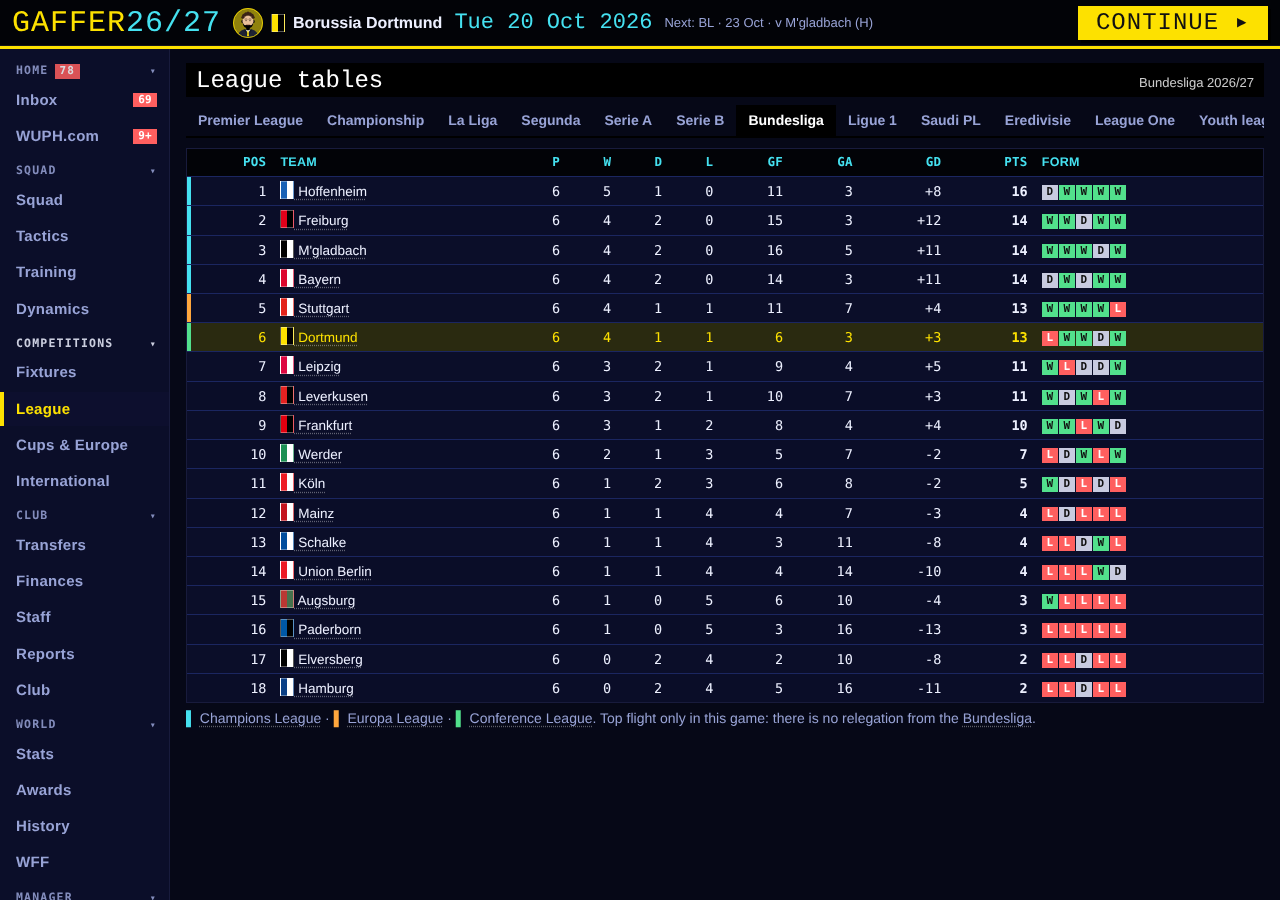 GAFFER26/27 Borussia Dortmund Tue 20 Oct 2026 Next: BL · 23 Oct · v M'gladbach (H) CONTINUE ►
HOME 78 ▾
Inbox 69
WUPH.com 9+
SQUAD ▾
Squad
Tactics
Training
Dynamics
COMPETITIONS ▾
Fixtures
League
Cups & Europe
International
CLUB ▾
Transfers
Finances
Staff
Reports
Club
WORLD ▾
Stats
Awards
History
WFF
MANAGER ▾
League tables Bundesliga 2026/27
Premier League Championship La Liga Segunda Serie A Serie B Bundesliga Ligue 1 Saudi PL Eredivisie League One Youth leag
POS TEAM P W D L GF GA GD PTS FORM
1 Hoffenheim 6 5 1 0 11 3 +8 16 D W W W W
2 Freiburg 6 4 2 0 15 3 +12 14 W W D W W
3 M'gladbach 6 4 2 0 16 5 +11 14 W W W D W
4 Bayern 6 4 2 0 14 3 +11 14 D W D W W
5 Stuttgart 6 4 1 1 11 7 +4 13 W W W W L
6 Dortmund 6 4 1 1 6 3 +3 13 L W W D W
7 Leipzig 6 3 2 1 9 4 +5 11 W L D D W
8 Leverkusen 6 3 2 1 10 7 +3 11 W D W L W
9 Frankfurt 6 3 1 2 8 4 +4 10 W W L W D
10 Werder 6 2 1 3 5 7 -2 7 L D W L W
11 Köln 6 1 2 3 6 8 -2 5 W D L D L
12 Mainz 6 1 1 4 4 7 -3 4 L D L L L
13 Schalke 6 1 1 4 3 11 -8 4 L L D W L
14 Union Berlin 6 1 1 4 4 14 -10 4 L L L W D
15 Augsburg 6 1 0 5 6 10 -4 3 W L L L L
16 Paderborn 6 1 0 5 3 16 -13 3 L L L L L
17 Elversberg 6 0 2 4 2 10 -8 2 L L D L L
18 Hamburg 6 0 2 4 5 16 -11 2 L L D L L
Champions League · Europa League · Conference League. Top flight only in this game: there is no relegation from the Bundesliga.